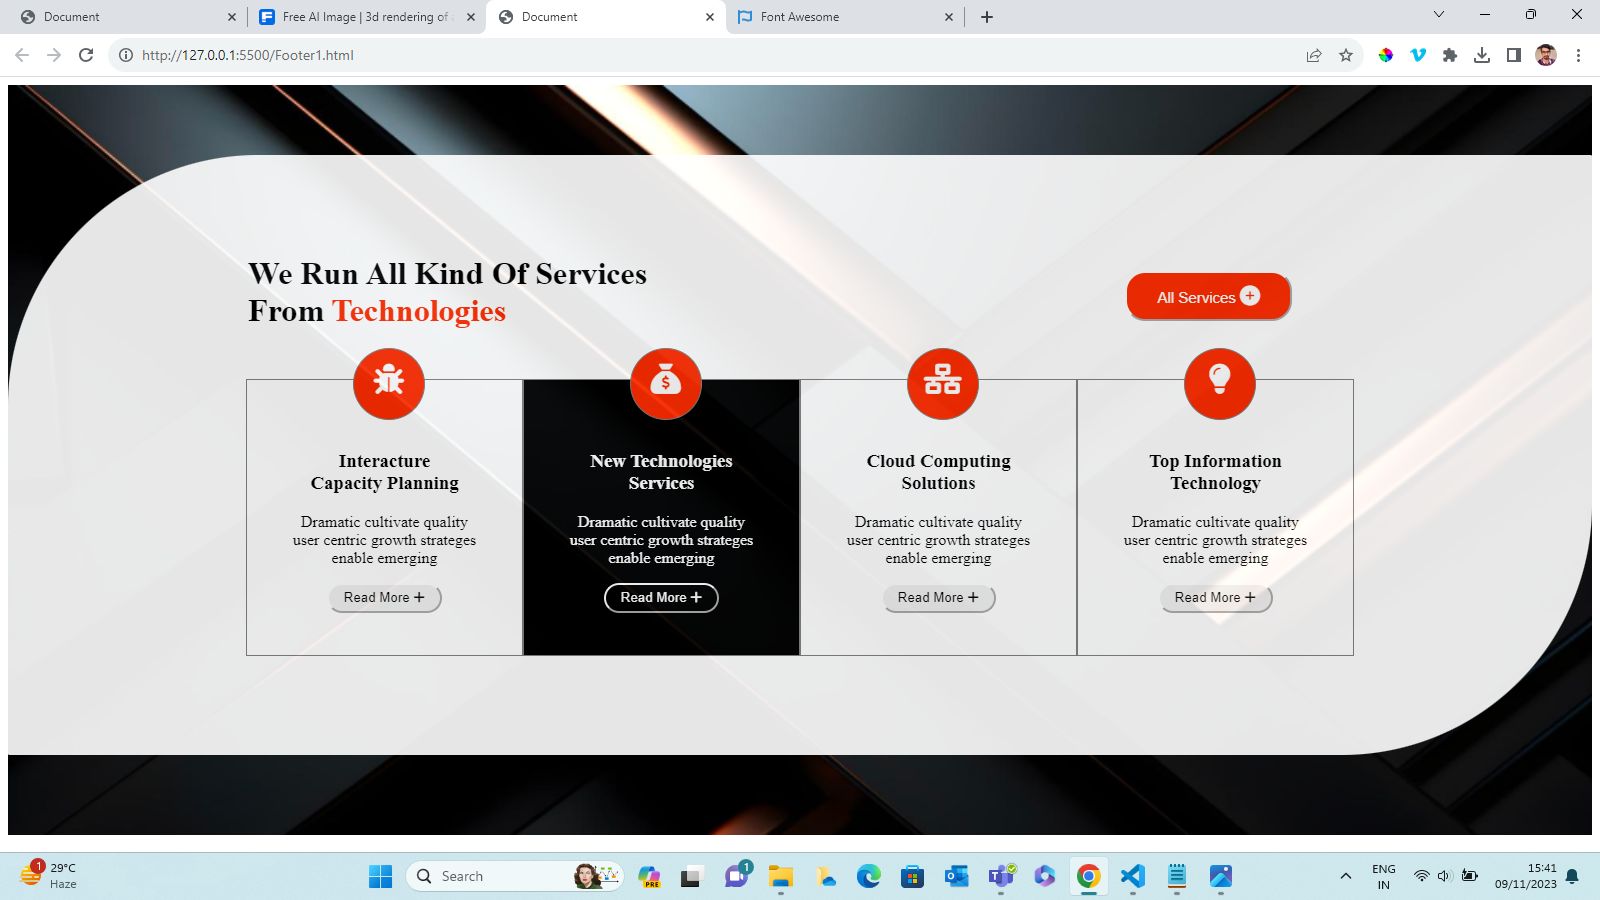 Document
Free AI Image | 3d rendering of
Document
Font Awesome
http://127.0.0.1:5500/Footer1.html
We Run All Kind Of Services
From Technologies
All Services
Interacture
Capacity Planning
Dramatic cultivate quality
user centric growth strateges
enable emerging
Read More +
New Technologies
Services
Dramatic cultivate quality
user centric growth strateges
enable emerging
Read More +
Cloud Computing
Solutions
Dramatic cultivate quality
user centric growth strateges
enable emerging
Read More +
Top Information
Technology
Dramatic cultivate quality
user centric growth strateges
enable emerging
Read More +
1
29°C
Haze
Search
PRE
1
ENG
IN
15:41
09/11/2023